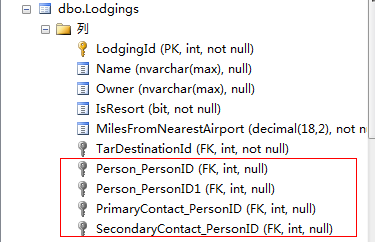 dbo.Lodgings
列
LodgingId (PK, int, not null)
Name (nvarchar(max), null)
Owner (nvarchar(max), null)
IsResort (bit, not null)
MilesFromNearestAirport (decimal(18,2), not n
TarDestinationId (FK, int, not null)
Person_PersonID (FK, int, null)
Person_PersonID1 (FK, int, null)
PrimaryContact_PersonID (FK, int, null)
SecondaryContact_PersonID (FK, int, null)